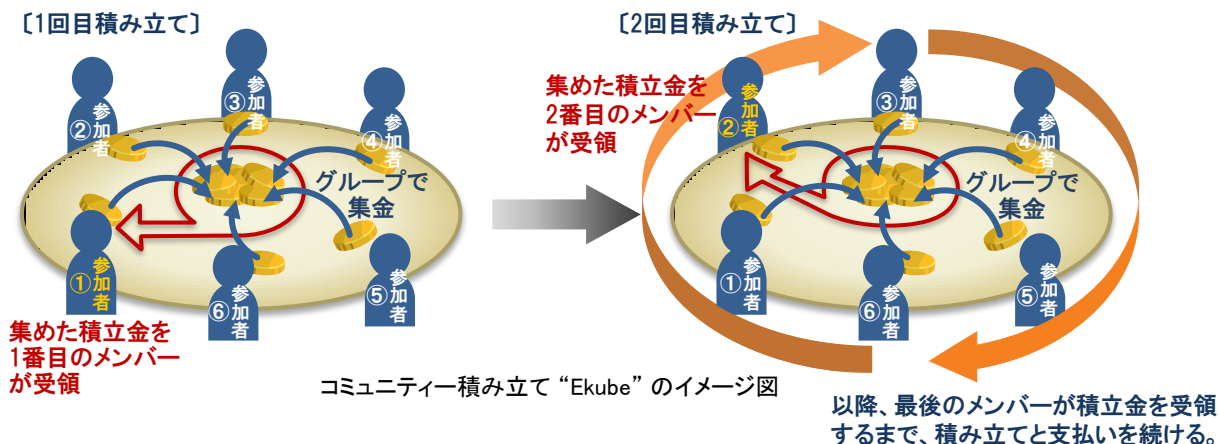 〔1回目積み立て〕
参加者②
参加者③
参加者④
グループで
集金
参加者①
参加者⑥
参加者⑤
集めた積立金を
1番目のメンバー
が受領
〔2回目積み立て〕
集めた積立金を
2番目のメンバー
が受領
参加者②
参加者③
参加者④
グループで
集金
参加者①
参加者⑥
参加者⑤
コミュニティー積み立て “Ekube” のイメージ図
以降、最後のメンバーが積立金を受領
するまで、積み立てと支払いを続ける。